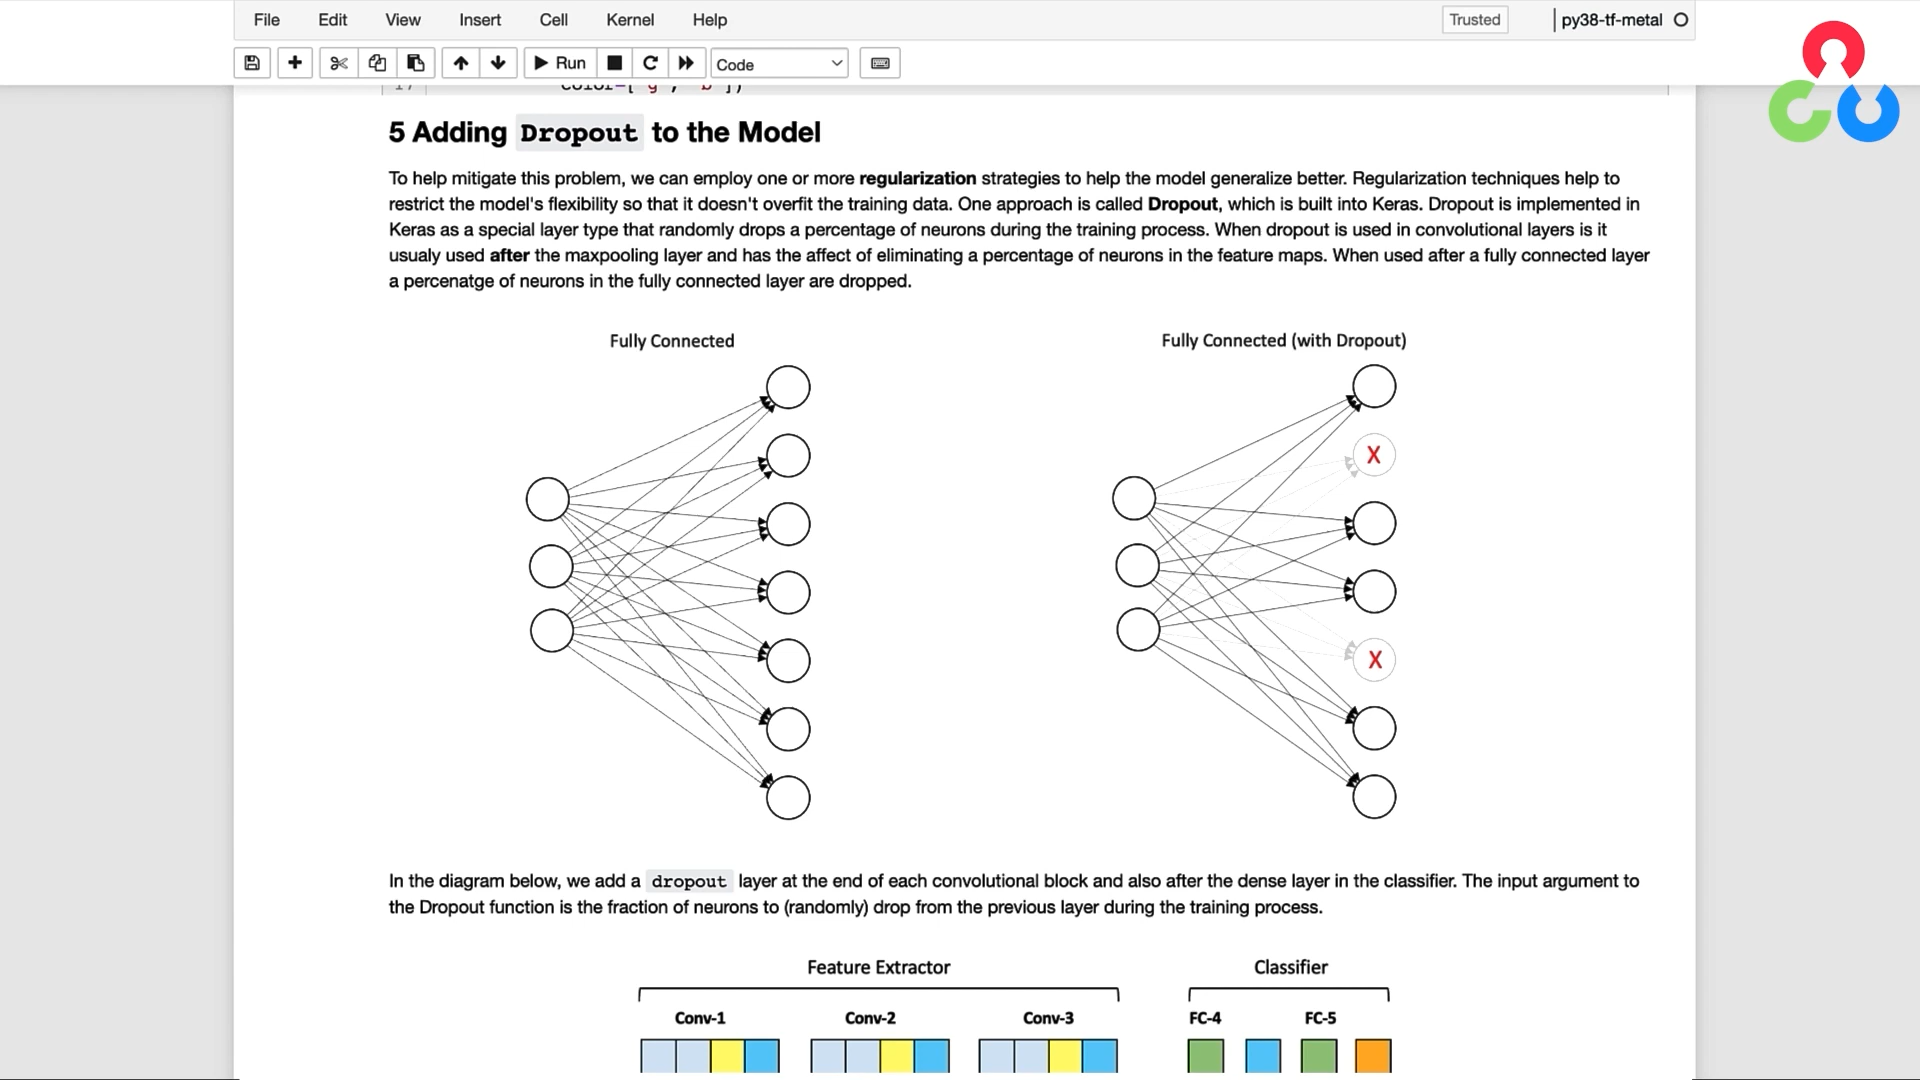 File Edit View Insert Cell Kernel Help Trusted py38-tf-metal
Run Code
5 Adding Dropout to the Model
To help mitigate this problem, we can employ one or more regularization strategies to help the model generalize better. Regularization techniques help to
restrict the model's flexibility so that it doesn't overfit the training data. One approach is called Dropout, which is built into Keras. Dropout is implemented in
Keras as a special layer type that randomly drops a percentage of neurons during the training process. When dropout is used in convolutional layers is it
usualy used after the maxpooling layer and has the affect of eliminating a percentage of neurons in the feature maps. When used after a fully connected layer
a percenatge of neurons in the fully connected layer are dropped.
Fully Connected
Fully Connected (with Dropout)
X
X
In the diagram below, we add a dropout layer at the end of each convolutional block and also after the dense layer in the classifier. The input argument to
the Dropout function is the fraction of neurons to (randomly) drop from the previous layer during the training process.
Feature Extractor Classifier
Conv-1 Conv-2 Conv-3 FC-4 FC-5